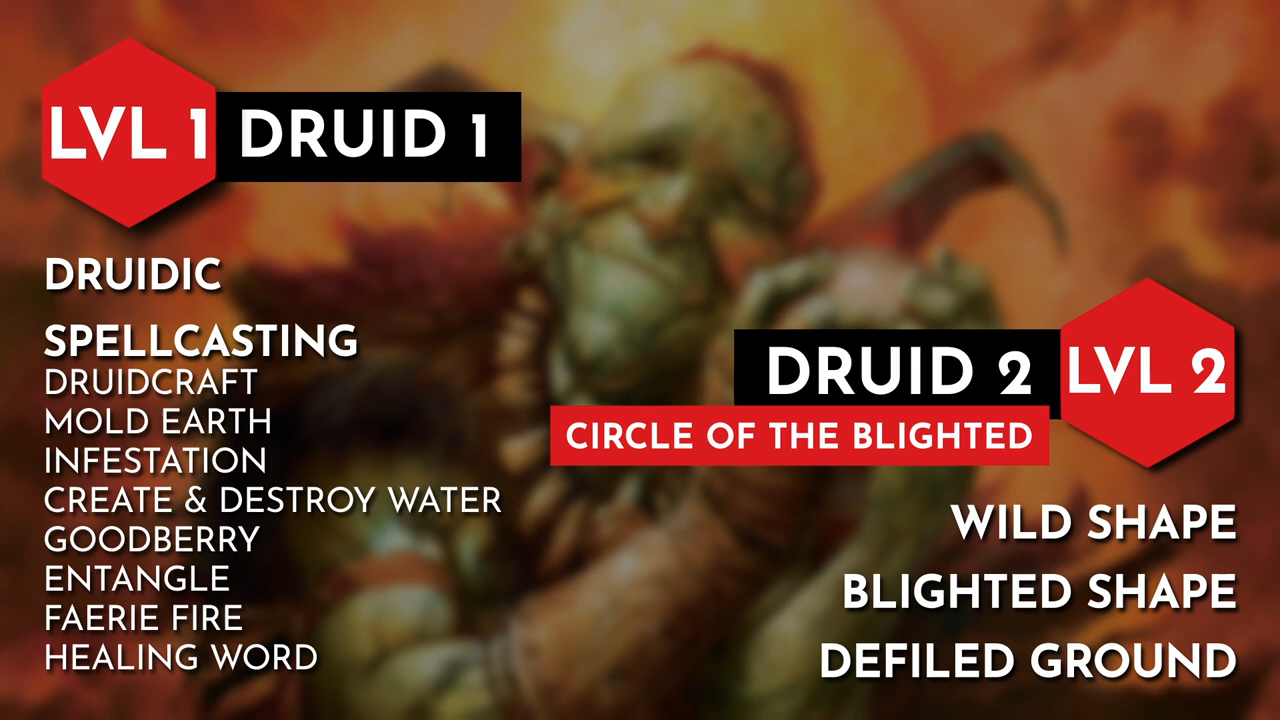 LVL 1 DRUID 1
DRUIDIC
SPELLCASTING
DRUIDCRAFT
MOLD EARTH
INFESTATION
CREATE & DESTROY WATER
GOODBERRY
ENTANGLE
FAERIE FIRE
HEALING WORD
DRUID 2 LVL 2
CIRCLE OF THE BLIGHTED
WILD SHAPE
BLIGHTED SHAPE
DEFILED GROUND